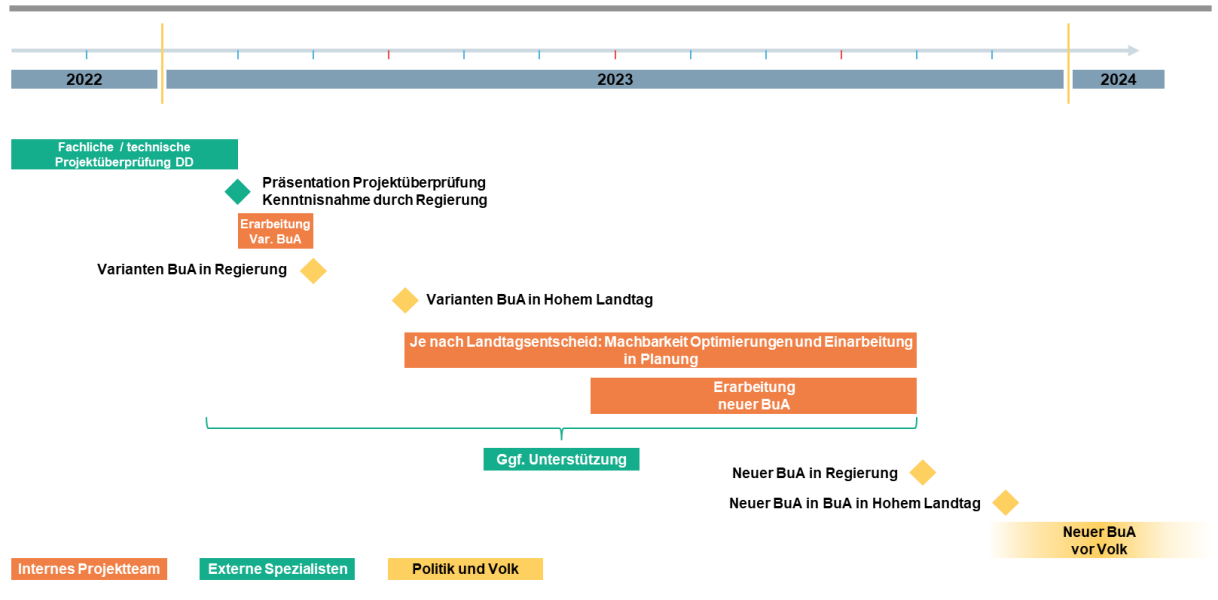 2022
2023
2024
Fachliche / technische
Projektüberprüfung DD
Präsentation Projektüberprüfung
Kenntnisnahme durch Regierung
Erarbeitung
Var. BuA
Varianten BuA in Regierung
Varianten BuA in Hohem Landtag
Je nach Landtagsentscheid: Machbarkeit Optimierungen und Einarbeitung
in Planung
Erarbeitung
neuer BuA
Ggf. Unterstützung
Neuer BuA in Regierung
Neuer BuA in BuA in Hohem Landtag
Neuer BuA
vor Volk
Internes Projektteam
Externe Spezialisten
Politik und Volk